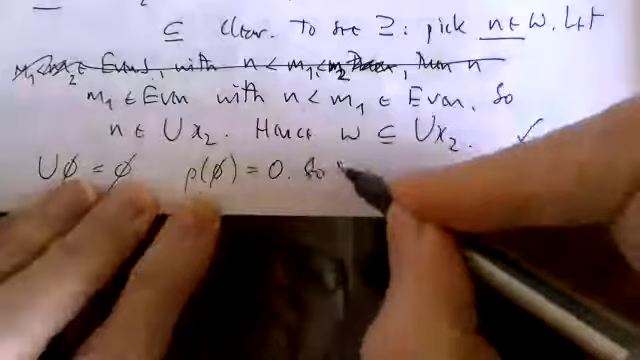 ⊆ Clear. To see ⊇: pick n ∈ ω. Let
m₁ ∈ Even with n < m₁ ∈ Even. So
n ∈ ∪x₂. Hence ω ⊆ ∪x₂. ✓
∪∅ = ∅ ρ(∅) = 0. So